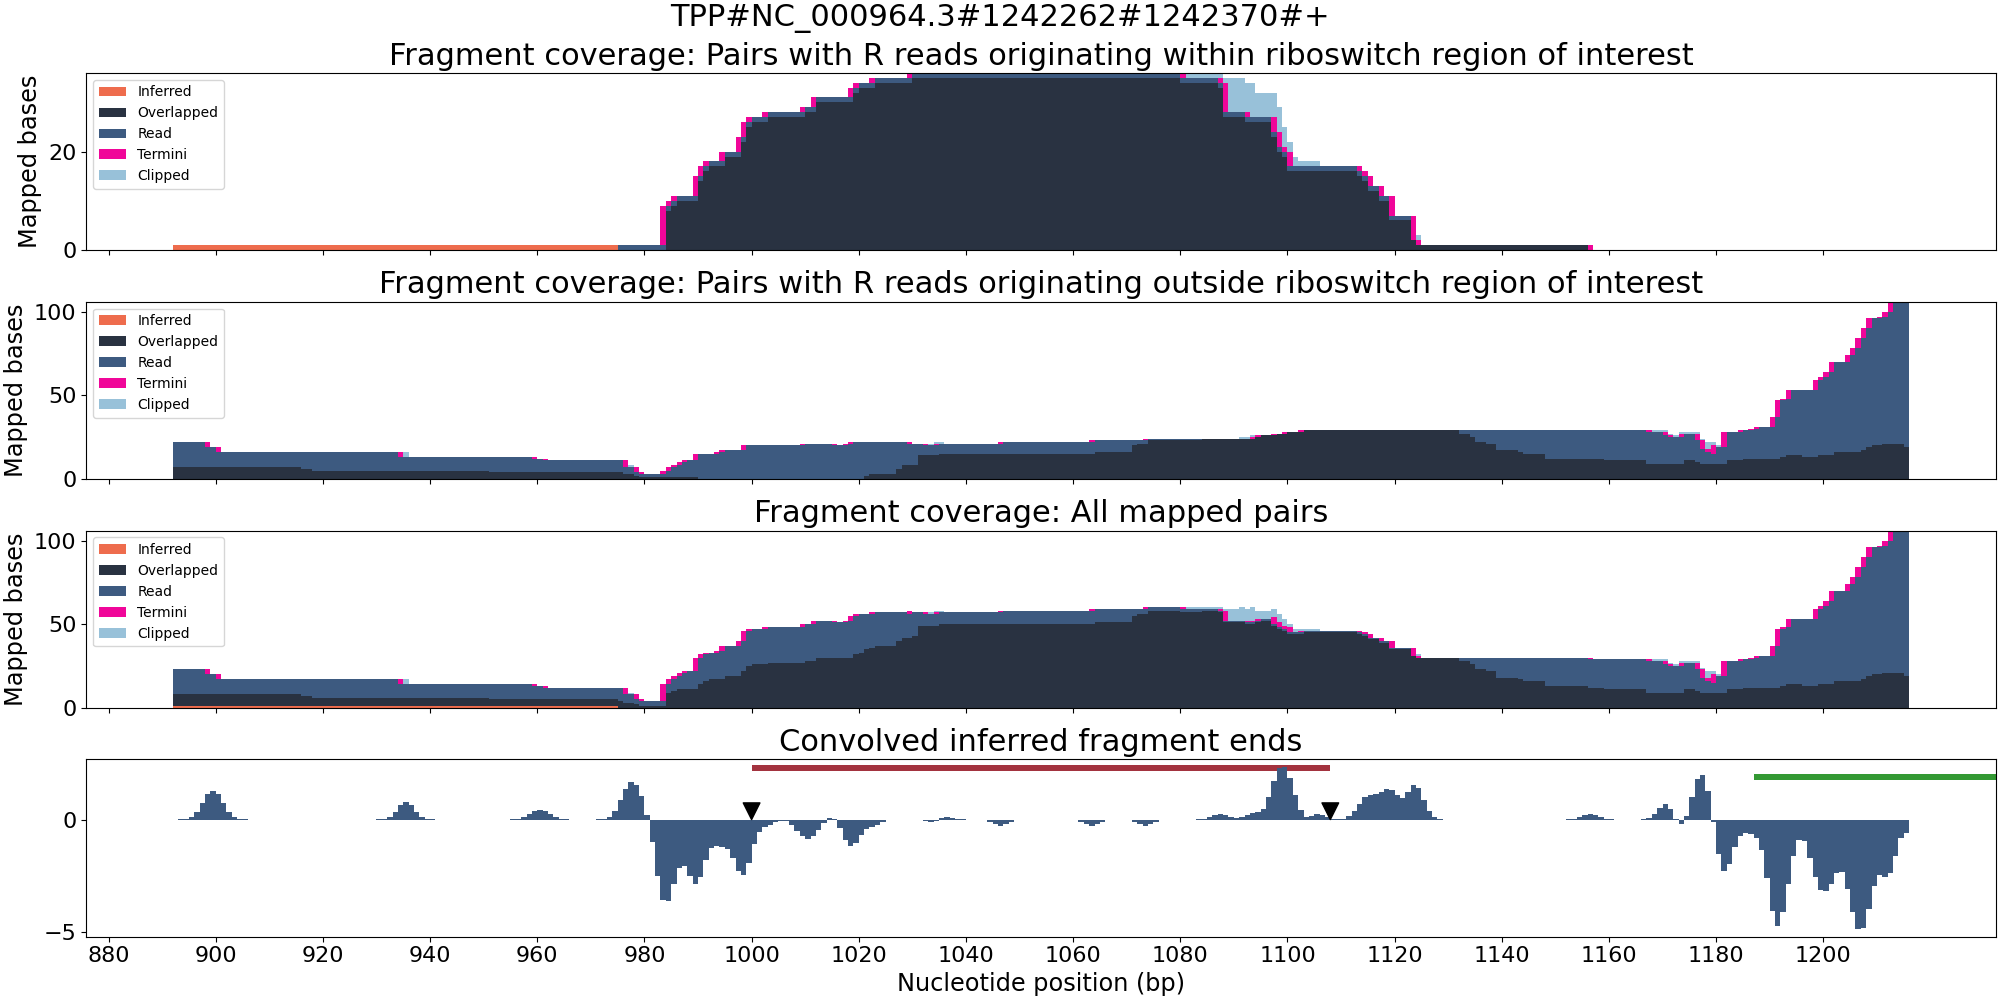 TPP#NC_000964.3#1242262#1242370#+
Fragment coverage: Pairs with R reads originating within riboswitch region of interest
Mapped bases
20
0
Inferred
Overlapped
Read
Termini
Clipped
Fragment coverage: Pairs with R reads originating outside riboswitch region of interest
Mapped bases
100
50
0
Inferred
Overlapped
Read
Termini
Clipped
Fragment coverage: All mapped pairs
Mapped bases
100
50
0
Inferred
Overlapped
Read
Termini
Clipped
Convolved inferred fragment ends
0
−5
880 900 920 940 960 980 1000 1020 1040 1060 1080 1100 1120 1140 1160 1180 1200
Nucleotide position (bp)